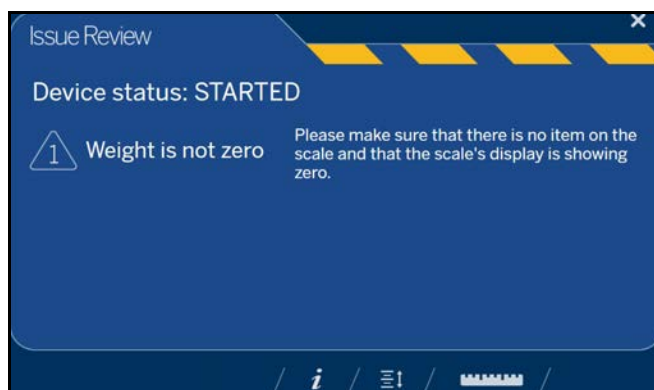 Issue Review
×
Device status: STARTED
1
Weight is not zero
Please make sure that there is no item on the
scale and that the scale's display is showing
zero.
i